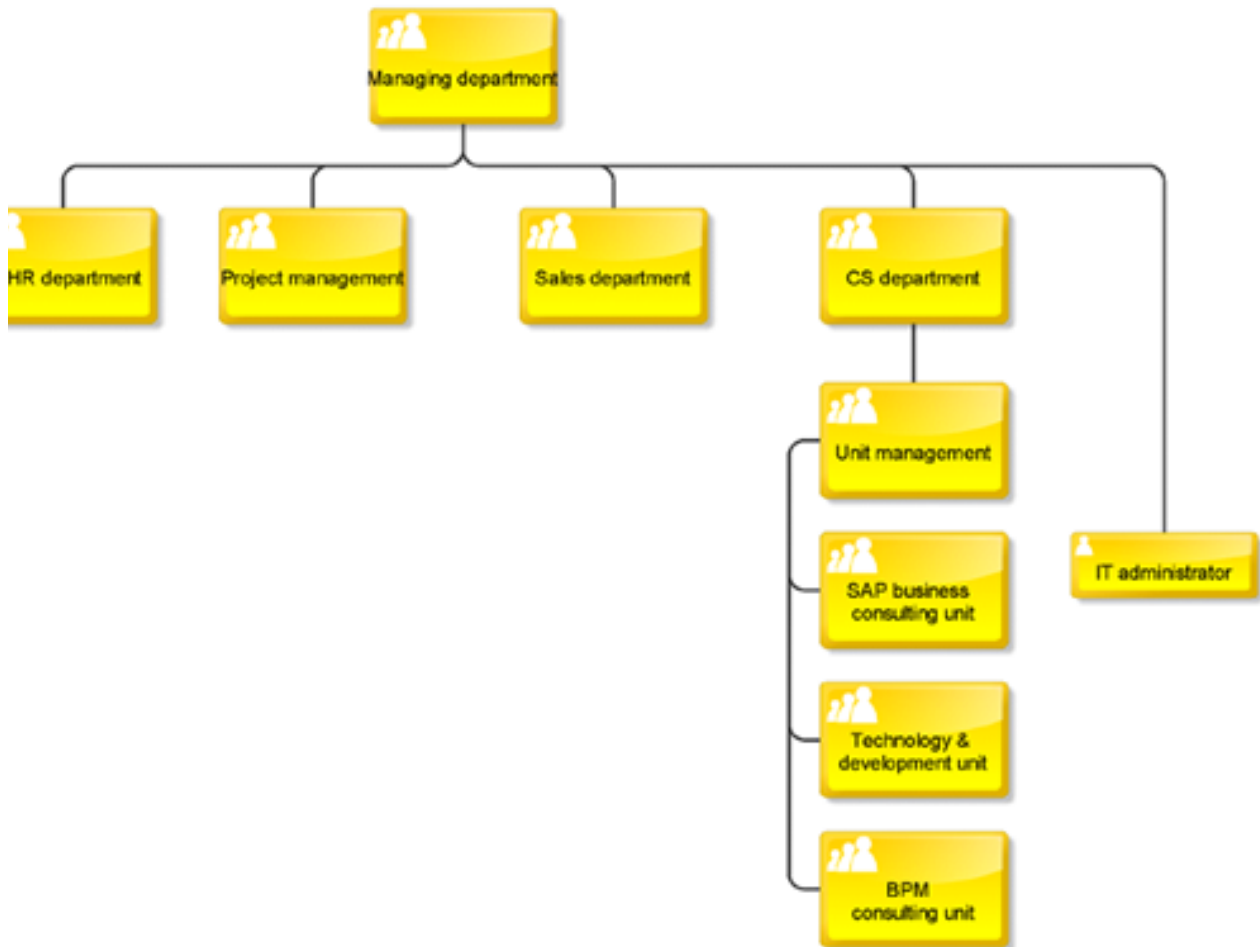 Managing department
HR department
Project management
Sales department
CS department
Unit management
SAP business
consulting unit
IT administrator
Technology &
development unit
BPM
consulting unit